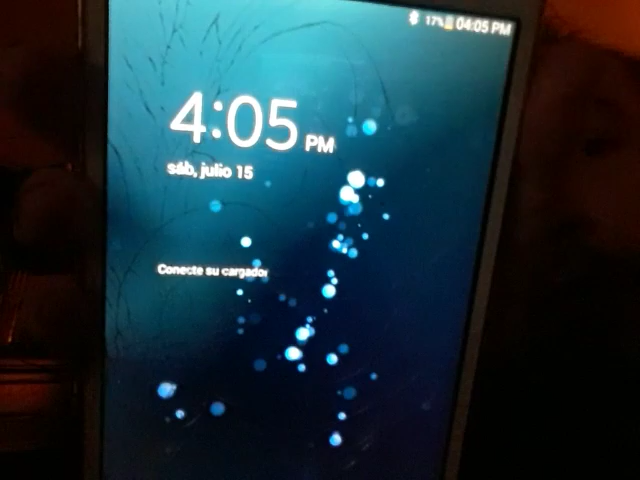 17% 04:05 PM
4:05 PM
sáb, julio 15
Conecte su cargador